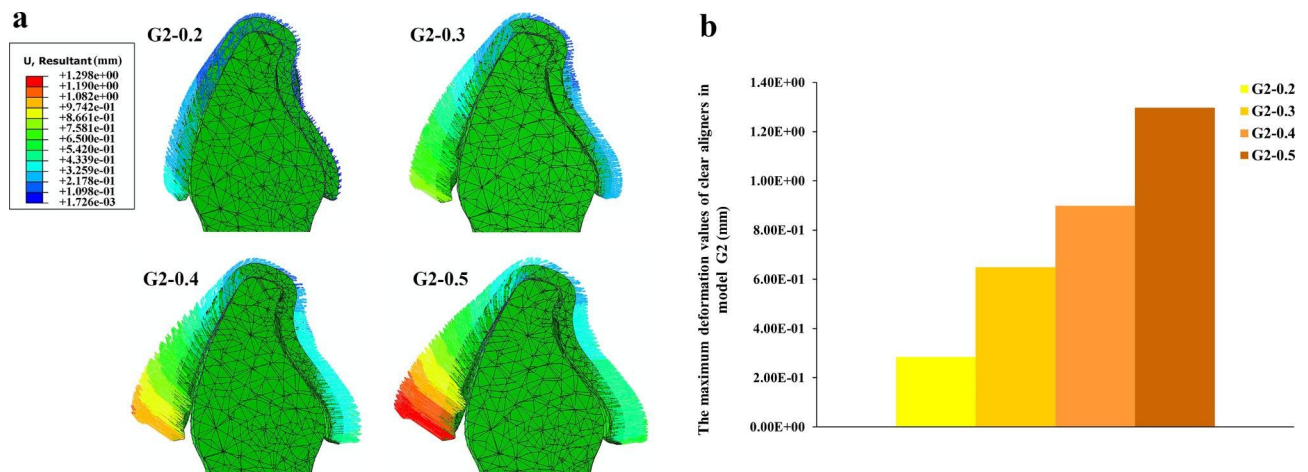 a
G2-0.2
G2-0.3
U, Resultant (mm)
+1.298e+00
+1.190e+00
+1.082e+00
+9.742e-01
+8.661e-01
+7.581e-01
+6.500e-01
+5.420e-01
+4.339e-01
+3.259e-01
+2.178e-01
+1.098e-01
+1.726e-03
G2-0.4
G2-0.5
b
The maximum deformation values of clear aligners in
model G2 (mm)
1.40E+00
1.20E+00
1.00E+00
8.00E-01
6.00E-01
4.00E-01
2.00E-01
0.00E+00
G2-0.2
G2-0.3
G2-0.4
G2-0.5